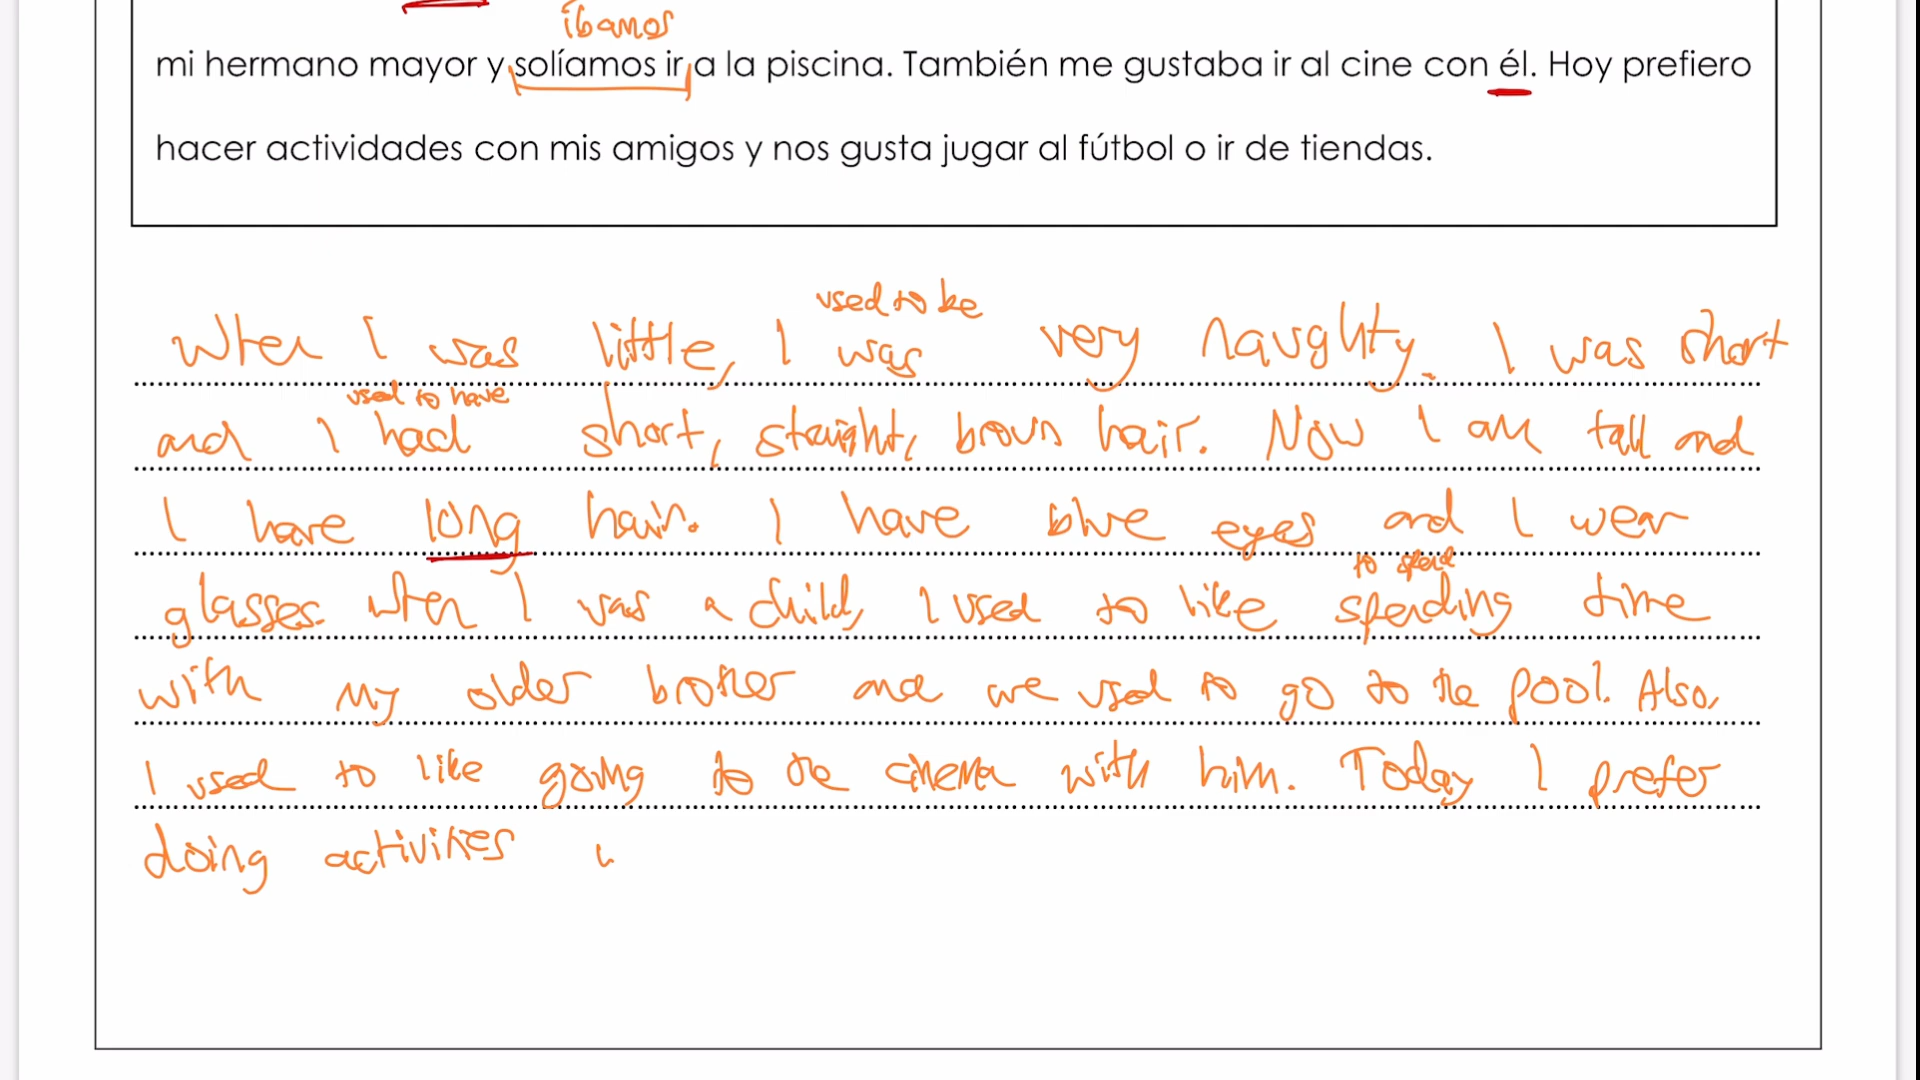 íbamos
mi hermano mayor y solíamos ir a la piscina. También me gustaba ir al cine con él. Hoy prefiero
hacer actividades con mis amigos y nos gusta jugar al fútbol o ir de tiendas.
used to be
When I was little, I was very naughty. I was short
used to have
and I had short, straight, brown hair. Now I am tall and
I have long hair. I have blue eyes and I wear
to spend
glasses. When I was a child, I used to like spending time
with my older brother and we used to go to the pool. Also,
I used to like going to the cinema with him. Today I prefer
doing activities